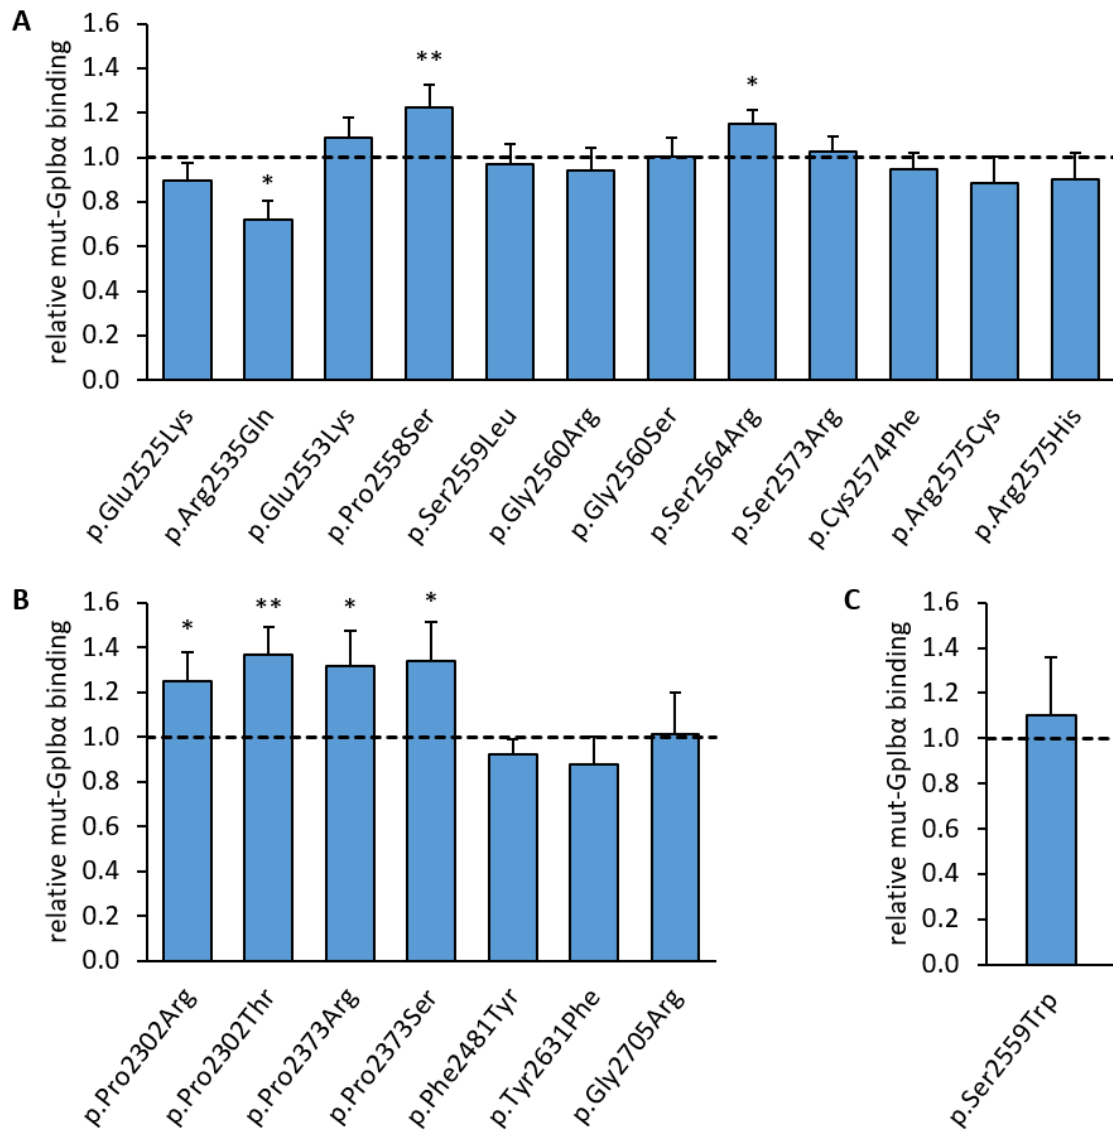 A
relative mut-GpIbα binding
1.6
1.4
1.2
1.0
0.8
0.6
0.4
0.2
0.0
*
**
*
p.Glu2525Lys
p.Arg2535Gln
p.Glu2553Lys
p.Pro2558Ser
p.Ser2559Leu
p.Gly2560Arg
p.Gly2560Ser
p.Ser2564Arg
p.Ser2573Arg
p.Cys2574Phe
p.Arg2575Cys
p.Arg2575His
B
relative mut-GpIbα binding
1.6
1.4
1.2
1.0
0.8
0.6
0.4
0.2
0.0
*
**
*
*
p.Pro2302Arg
p.Pro2302Thr
p.Pro2373Arg
p.Pro2373Ser
p.Phe2481Tyr
p.Tyr2631Phe
p.Gly2705Arg
C
relative mut-GpIbα binding
1.6
1.4
1.2
1.0
0.8
0.6
0.4
0.2
0.0
p.Ser2559Trp